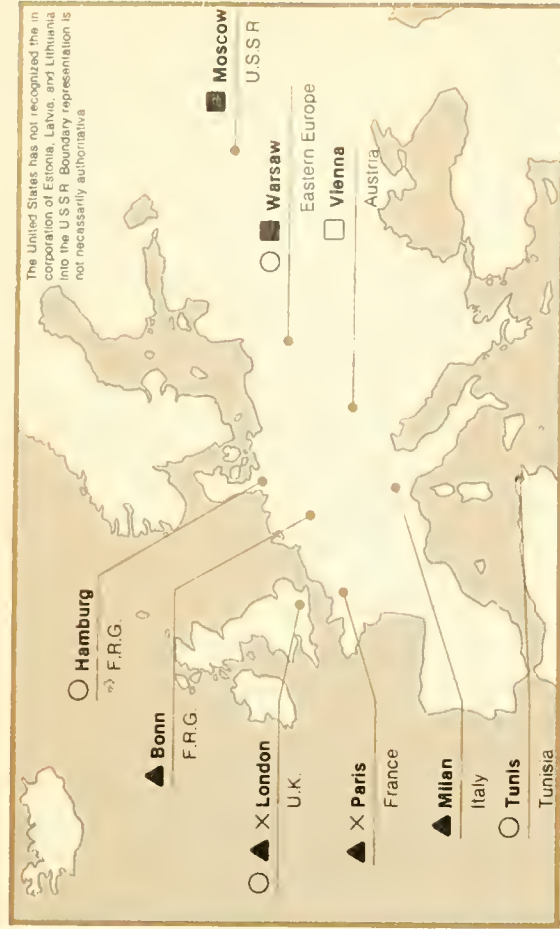 The United States has not recognized the in
corporation of Estonia, Latvia, and Lithuania
into the U S S R Boundary representation is
not necessarily authoritative
Moscow
U.S.S R
Warsaw
Eastern Europe
Vienna
Austria
Hamburg
F.R.G.
Bonn
F.R.G.
London
U.K.
Paris
France
Milan
Italy
Tunis
Tunisia